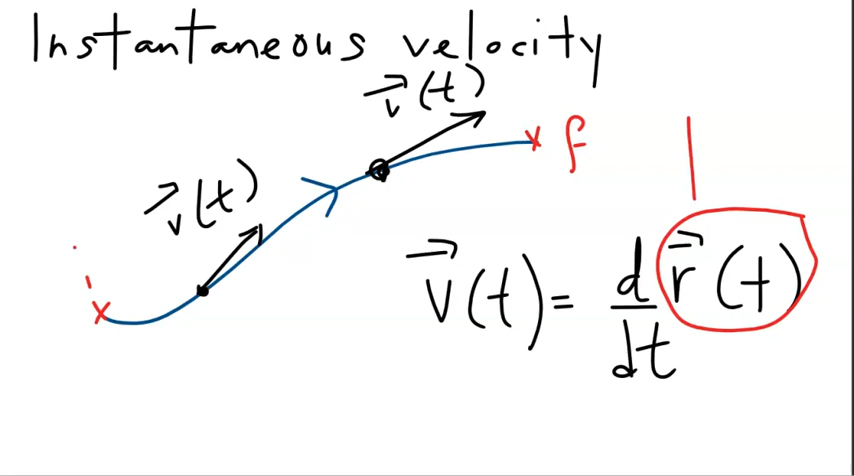 Instantaneous velocity
v⃗(t)
f
v⃗(t)
i
v⃗(t) = d/dt r⃗(t)